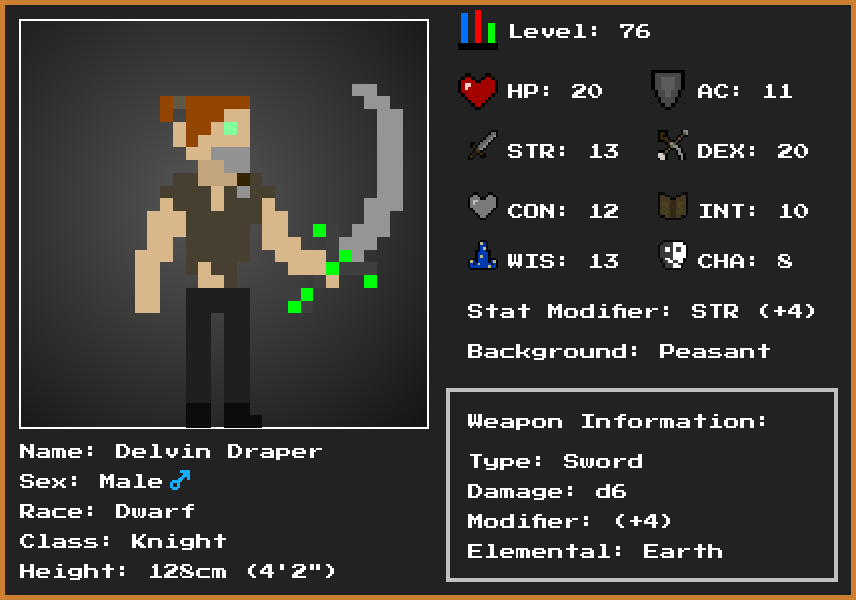 Level: 76
HP: 20
AC: 11
STR: 13
DEX: 20
CON: 12
INT: 10
WIS: 13
CHA: 8
Stat Modifier: STR (+4)
Background: Peasant
Weapon Information:
Type: Sword
Damage: d6
Modifier: (+4)
Elemental: Earth
Name: Delvin Draper
Sex: Male♂
Race: Dwarf
Class: Knight
Height: 128cm (4'2")